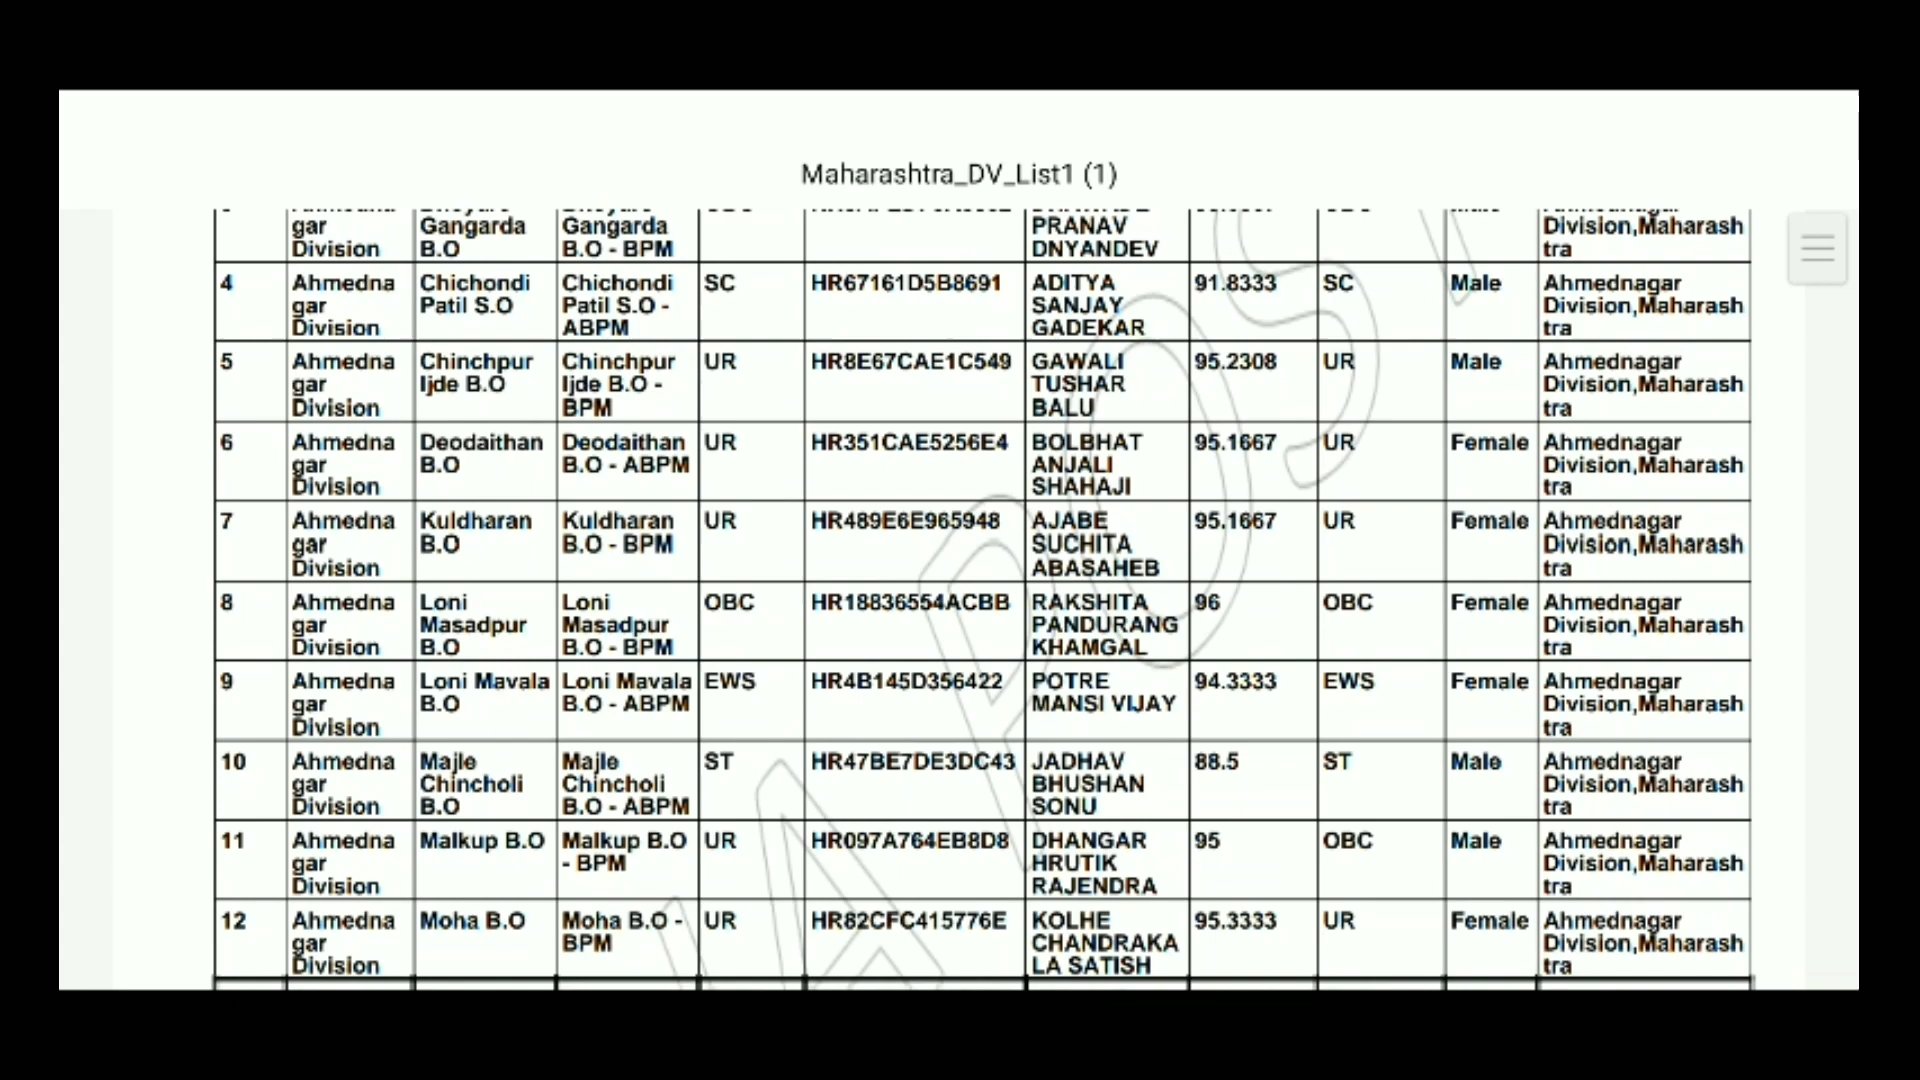 Maharashtra_DV_List1 (1)
gar Gangarda Gangarda PRANAV Division,Maharash
Division B.O B.O - BPM DNYANDEV tra
4 Ahmedna Chichondi Chichondi SC HR67161D5B8691 ADITYA 91.8333 SC Male Ahmednagar
gar Patil S.O Patil S.O - SANJAY Division,Maharash
Division ABPM GADEKAR tra
5 Ahmedna Chinchpur Chinchpur UR HR8E67CAE1C549 GAWALI 95.2308 UR Male Ahmednagar
gar Ijde B.O Ijde B.O - TUSHAR Division,Maharash
Division BPM BALU tra
6 Ahmedna Deodaithan Deodaithan UR HR351CAE5256E4 BOLBHAT 95.1667 UR Female Ahmednagar
gar B.O B.O - ABPM ANJALI Division,Maharash
Division SHAHAJI tra
7 Ahmedna Kuldharan Kuldharan UR HR489E6E965948 AJABE 95.1667 UR Female Ahmednagar
gar B.O B.O - BPM SUCHITA Division,Maharash
Division ABASAHEB tra
8 Ahmedna Loni Loni OBC HR18836554ACBB RAKSHITA 96 OBC Female Ahmednagar
gar Masadpur Masadpur PANDURANG Division,Maharash
Division B.O B.O - BPM KHAMGAL tra
9 Ahmedna Loni Mavala Loni Mavala EWS HR4B145D356422 POTRE 94.3333 EWS Female Ahmednagar
gar B.O B.O - ABPM MANSI VIJAY Division,Maharash
Division tra
10 Ahmedna Majle Majle ST HR47BE7DE3DC43 JADHAV 88.5 ST Male Ahmednagar
gar Chincholi Chincholi BHUSHAN Division,Maharash
Division B.O B.O - ABPM SONU tra
11 Ahmedna Malkup B.O Malkup B.O UR HR097A764EB8D8 DHANGAR 95 OBC Male Ahmednagar
gar - BPM HRUTIK Division,Maharash
Division RAJENDRA tra
12 Ahmedna Moha B.O Moha B.O - UR HR82CFC415776E KOLHE 95.3333 UR Female Ahmednagar
gar BPM CHANDRAKA Division,Maharash
Division LA SATISH tra